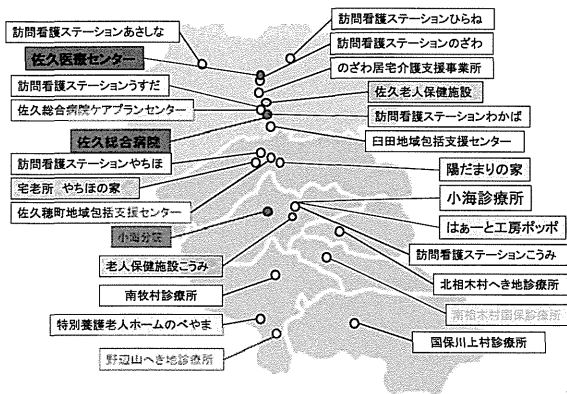 訪問看護ステーションあさしな
佐久医療センター
訪問看護ステーションうすだ
佐久総合病院ケアプランセンター
佐久総合病院
訪問看護ステーションやちほ
宅老所 やちほの家
佐久穂町地域包括支援センター
小海分院
老人保健施設こうみ
南牧村診療所
特別養護老人ホームのべやま
野辺山へき地診療所
訪問看護ステーションひらね
訪問看護ステーションのざわ
のざわ居宅介護支援事業所
佐久老人保健施設
訪問看護ステーションわかば
臼田地域包括支援センター
陽だまりの家
小海診療所
はぁーと工房ポッポ
訪問看護ステーションこうみ
北相木村へき地診療所
南相木村国保診療所
国保川上村診療所